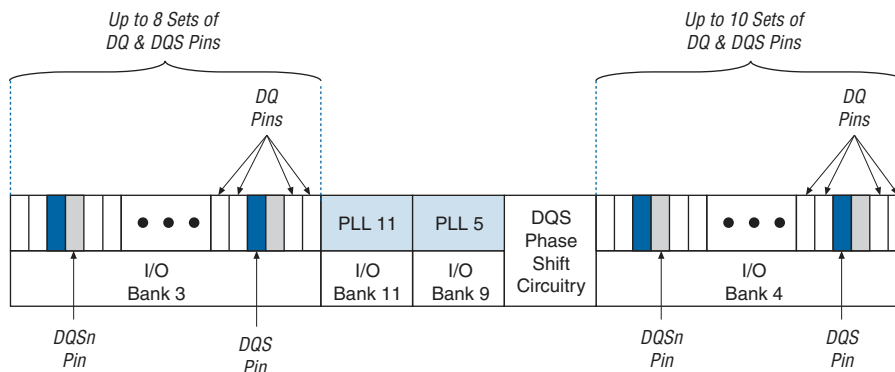 Up to 8 Sets of
DQ & DQS Pins
Up to 10 Sets of
DQ & DQS Pins
DQ
Pins
DQ
Pins
PLL 11
PLL 5
DQS
Phase
Shift
Circuitry
I/O
Bank 3
I/O
Bank 11
I/O
Bank 9
I/O
Bank 4
DQSn
Pin
DQS
Pin
DQSn
Pin
DQS
Pin